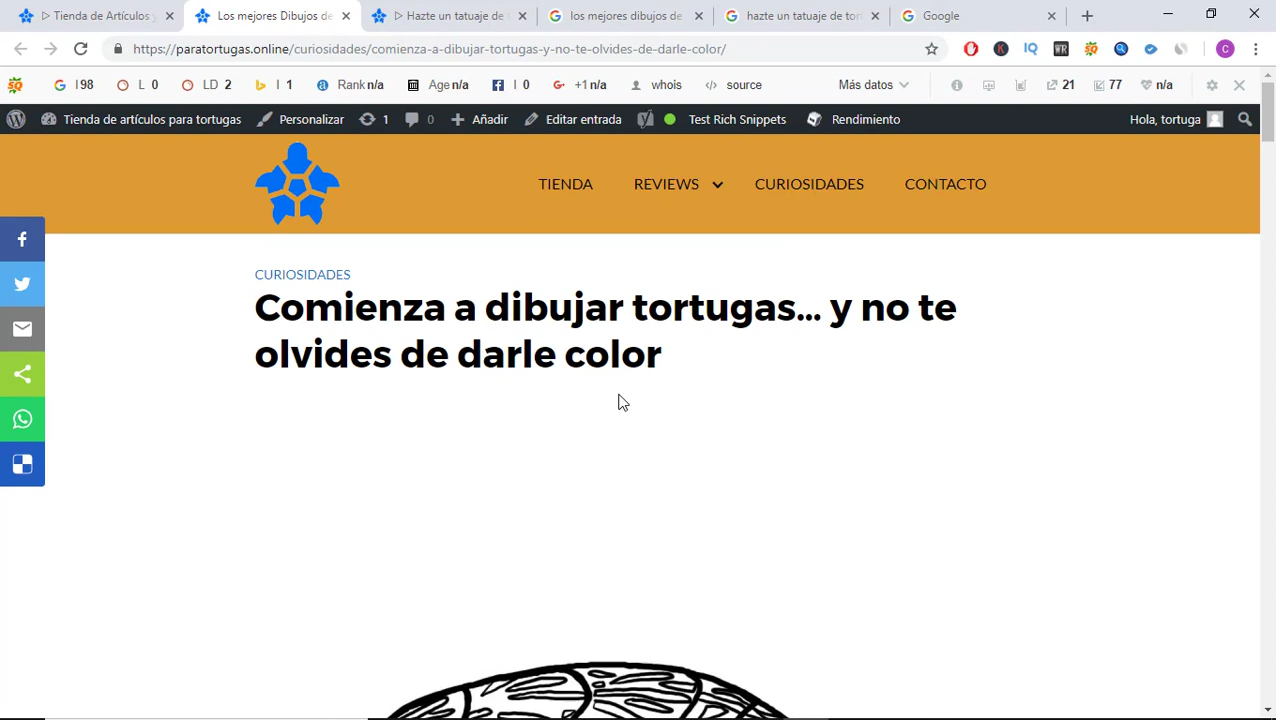 ▷ Tienda de Artículos y
Los mejores Dibujos de
▷ Hazte un tatuaje de t
los mejores dibujos de
hazte un tatuaje de tor
Google
https://paratortugas.online/curiosidades/comienza-a-dibujar-tortugas-y-no-te-olvides-de-darle-color/
I 98
L 0
LD 2
I 1
Rank n/a
Age n/a
I 0
+1 n/a
whois
source
Más datos
21
77
n/a
Tienda de artículos para tortugas
Personalizar
1
0
Añadir
Editar entrada
Test Rich Snippets
Rendimiento
Hola, tortuga
TIENDA
REVIEWS
CURIOSIDADES
CONTACTO
CURIOSIDADES
Comienza a dibujar tortugas... y no te
olvides de darle color